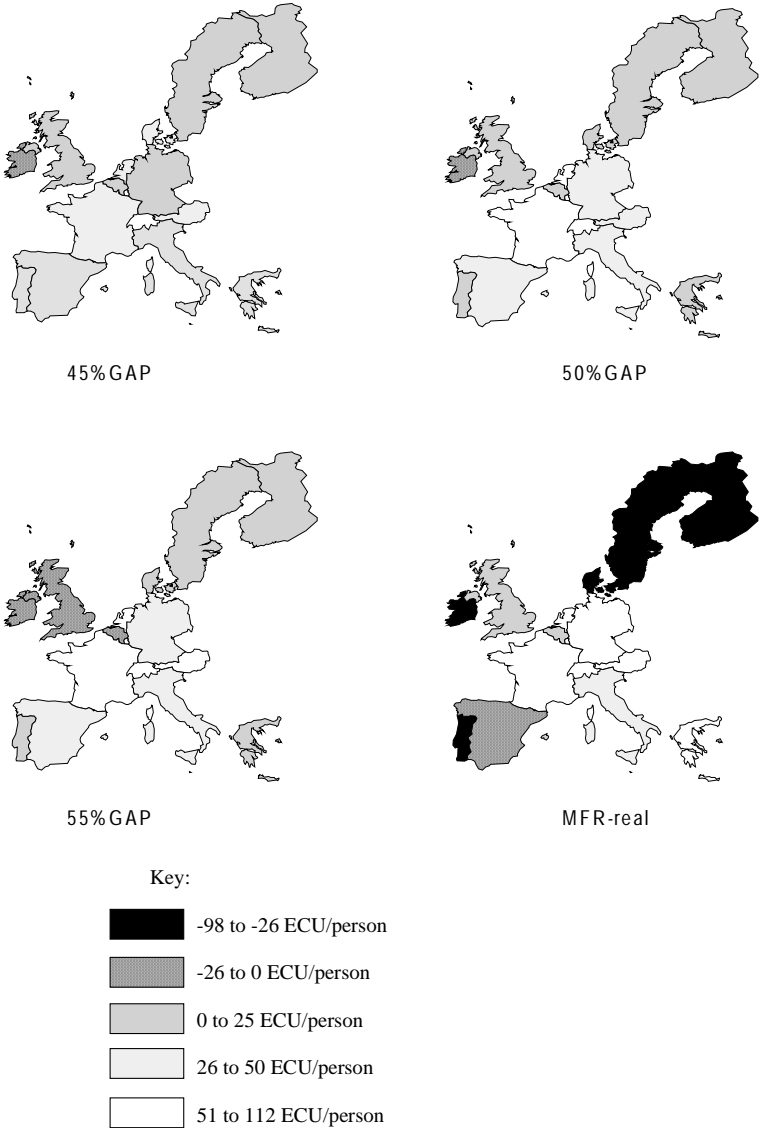 45%GAP
50%GAP
55%GAP
MFR-real
Key:
-98 to -26 ECU/person
-26 to 0 ECU/person
0 to 25 ECU/person
26 to 50 ECU/person
51 to 112 ECU/person